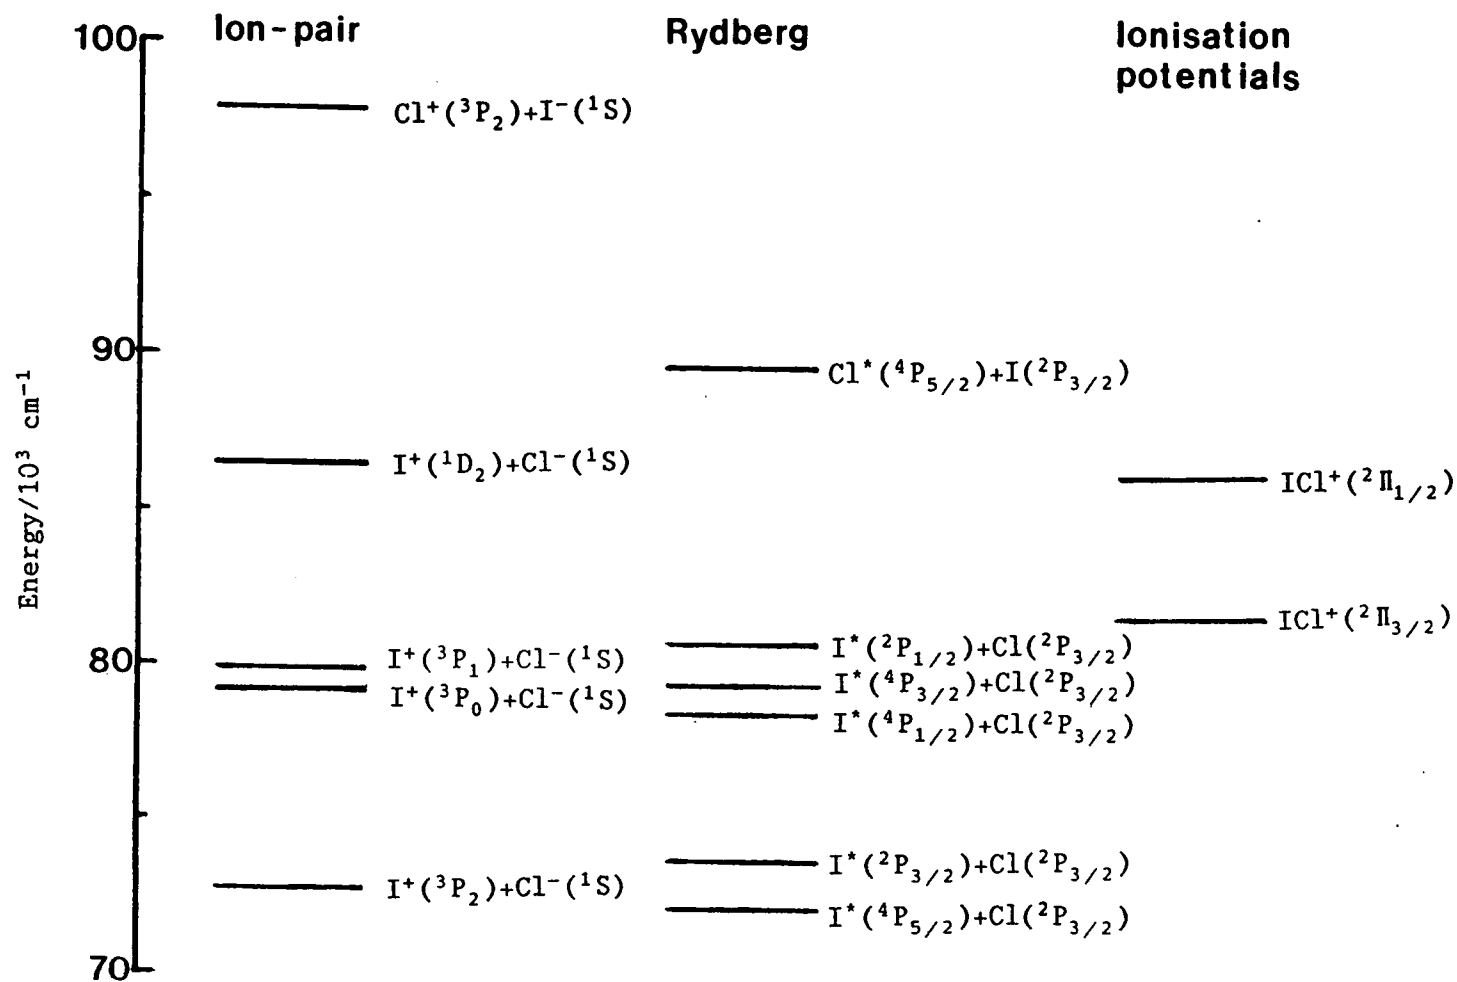 100
Ion-pair
Rydberg
Ionisation
potentials
Cl⁺(³P₂)+I⁻(¹S)
90
Cl*(⁴P₅/₂)+I(²P₃/₂)
I⁺(¹D₂)+Cl⁻(¹S)
ICl⁺(²Π₁/₂)
Energy/10³ cm⁻¹
ICl⁺(²Π₃/₂)
80
I⁺(³P₁)+Cl⁻(¹S)
I*(²P₁/₂)+Cl(²P₃/₂)
I⁺(³P₀)+Cl⁻(¹S)
I*(⁴P₃/₂)+Cl(²P₃/₂)
I*(⁴P₁/₂)+Cl(²P₃/₂)
I*(²P₃/₂)+Cl(²P₃/₂)
I⁺(³P₂)+Cl⁻(¹S)
I*(⁴P₅/₂)+Cl(²P₃/₂)
70